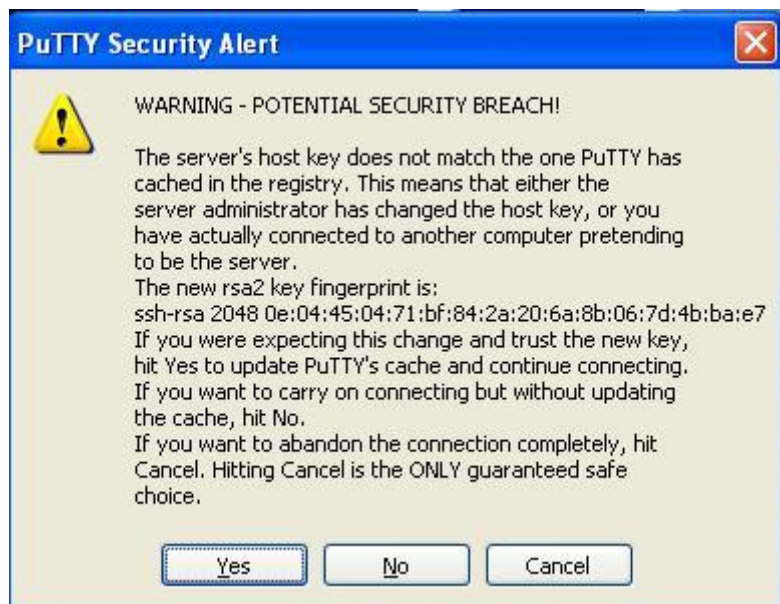 PuTTY Security Alert
WARNING - POTENTIAL SECURITY BREACH!
The server's host key does not match the one PuTTY has
cached in the registry. This means that either the
server administrator has changed the host key, or you
have actually connected to another computer pretending
to be the server.
The new rsa2 key fingerprint is:
ssh-rsa 2048 0e:04:45:04:71:bf:84:2a:20:6a:8b:06:7d:4b:ba:e7
If you were expecting this change and trust the new key,
hit Yes to update PuTTY's cache and continue connecting.
If you want to carry on connecting but without updating
the cache, hit No.
If you want to abandon the connection completely, hit
Cancel. Hitting Cancel is the ONLY guaranteed safe
choice.
Yes No Cancel